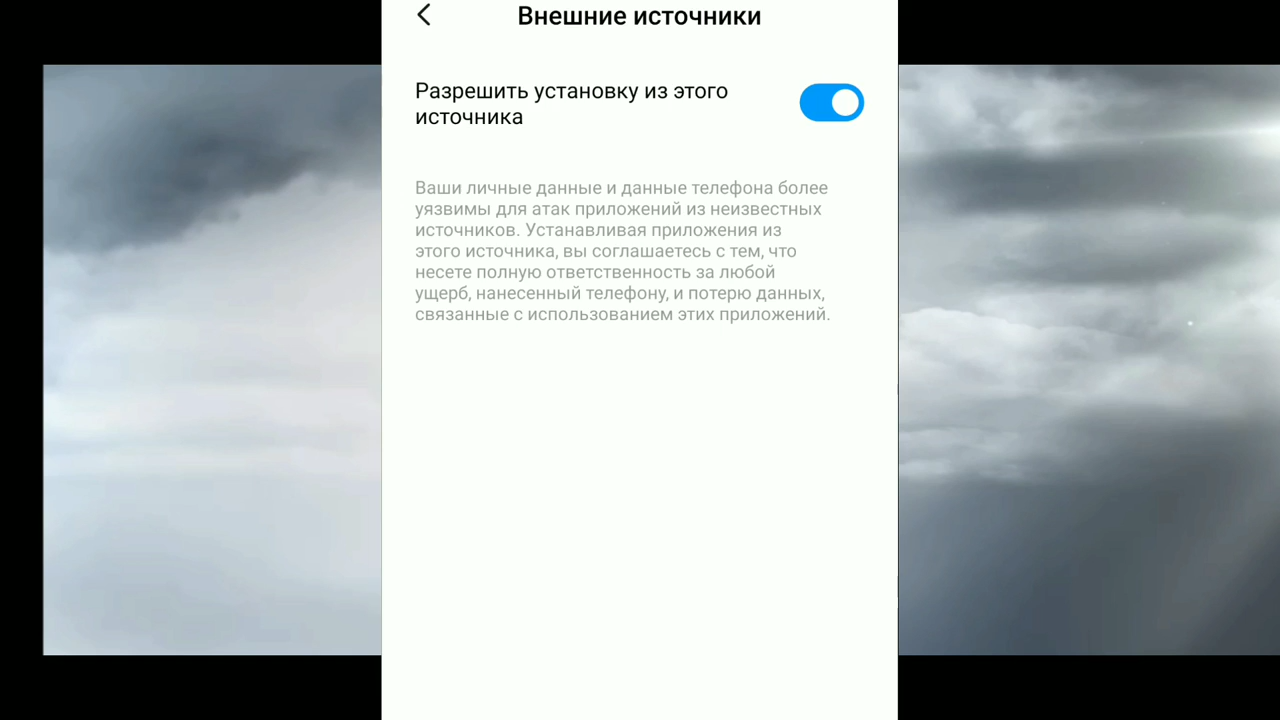 Внешние источники
Разрешить установку из этого
источника
Ваши личные данные и данные телефона более
уязвимы для атак приложений из неизвестных
источников. Устанавливая приложения из
этого источника, вы соглашаетесь с тем, что
несете полную ответственность за любой
ущерб, нанесенный телефону, и потерю данных,
связанные с использованием этих приложений.